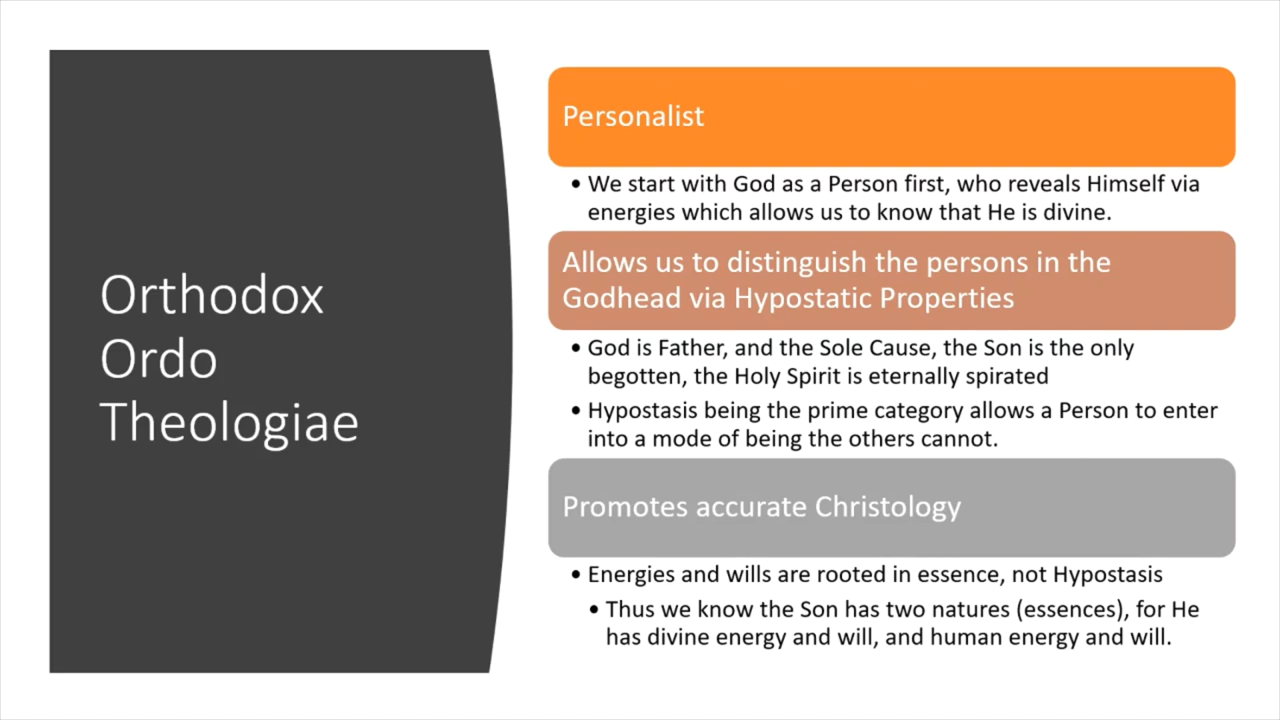 Orthodox
Ordo
Theologiae
Personalist
• We start with God as a Person first, who reveals Himself via
energies which allows us to know that He is divine.
Allows us to distinguish the persons in the
Godhead via Hypostatic Properties
• God is Father, and the Sole Cause, the Son is the only
begotten, the Holy Spirit is eternally spirated
• Hypostasis being the prime category allows a Person to enter
into a mode of being the others cannot.
Promotes accurate Christology
• Energies and wills are rooted in essence, not Hypostasis
• Thus we know the Son has two natures (essences), for He
has divine energy and will, and human energy and will.